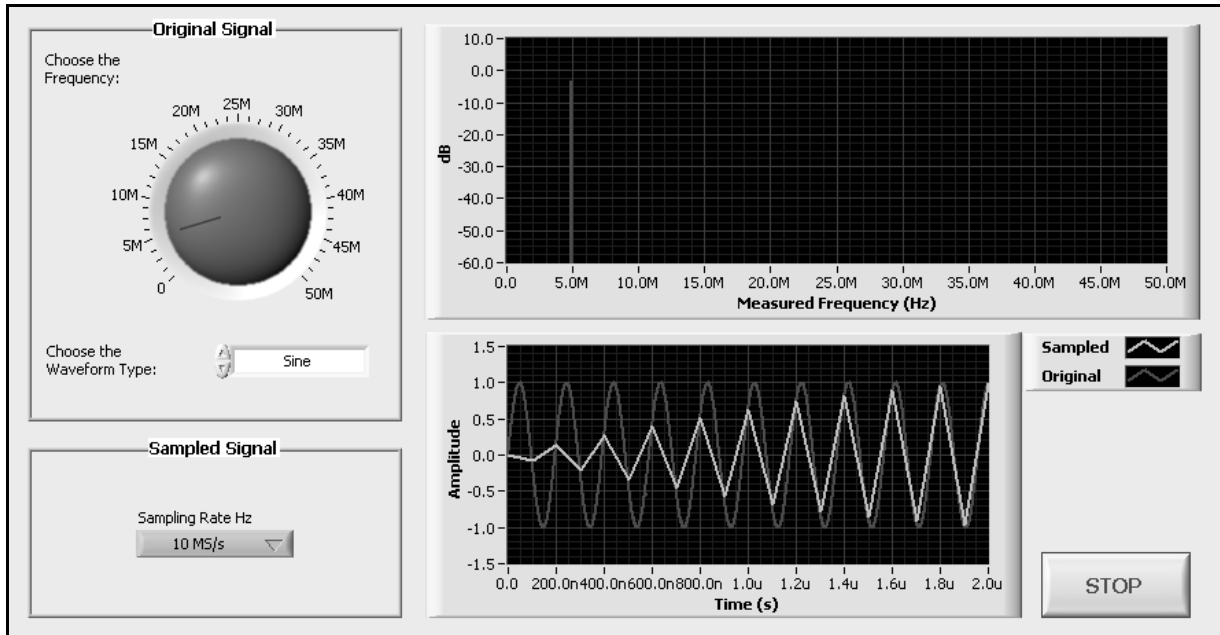 Original Signal
Choose the
Frequency:
0
5M
10M
15M
20M
25M
30M
35M
40M
45M
50M
Choose the
Waveform Type:
Sine
Sampled Signal
Sampling Rate Hz
10 MS/s
10.0
0.0
-10.0
-20.0
-30.0
-40.0
-50.0
-60.0
dB
0.0 5.0M 10.0M 15.0M 20.0M 25.0M 30.0M 35.0M 40.0M 45.0M 50.0M
Measured Frequency (Hz)
1.5
1.0
0.5
0.0
-0.5
-1.0
-1.5
Amplitude
0.0 200.0n 400.0n 600.0n 800.0n 1.0u 1.2u 1.4u 1.6u 1.8u 2.0u
Time (s)
Sampled
Original
STOP